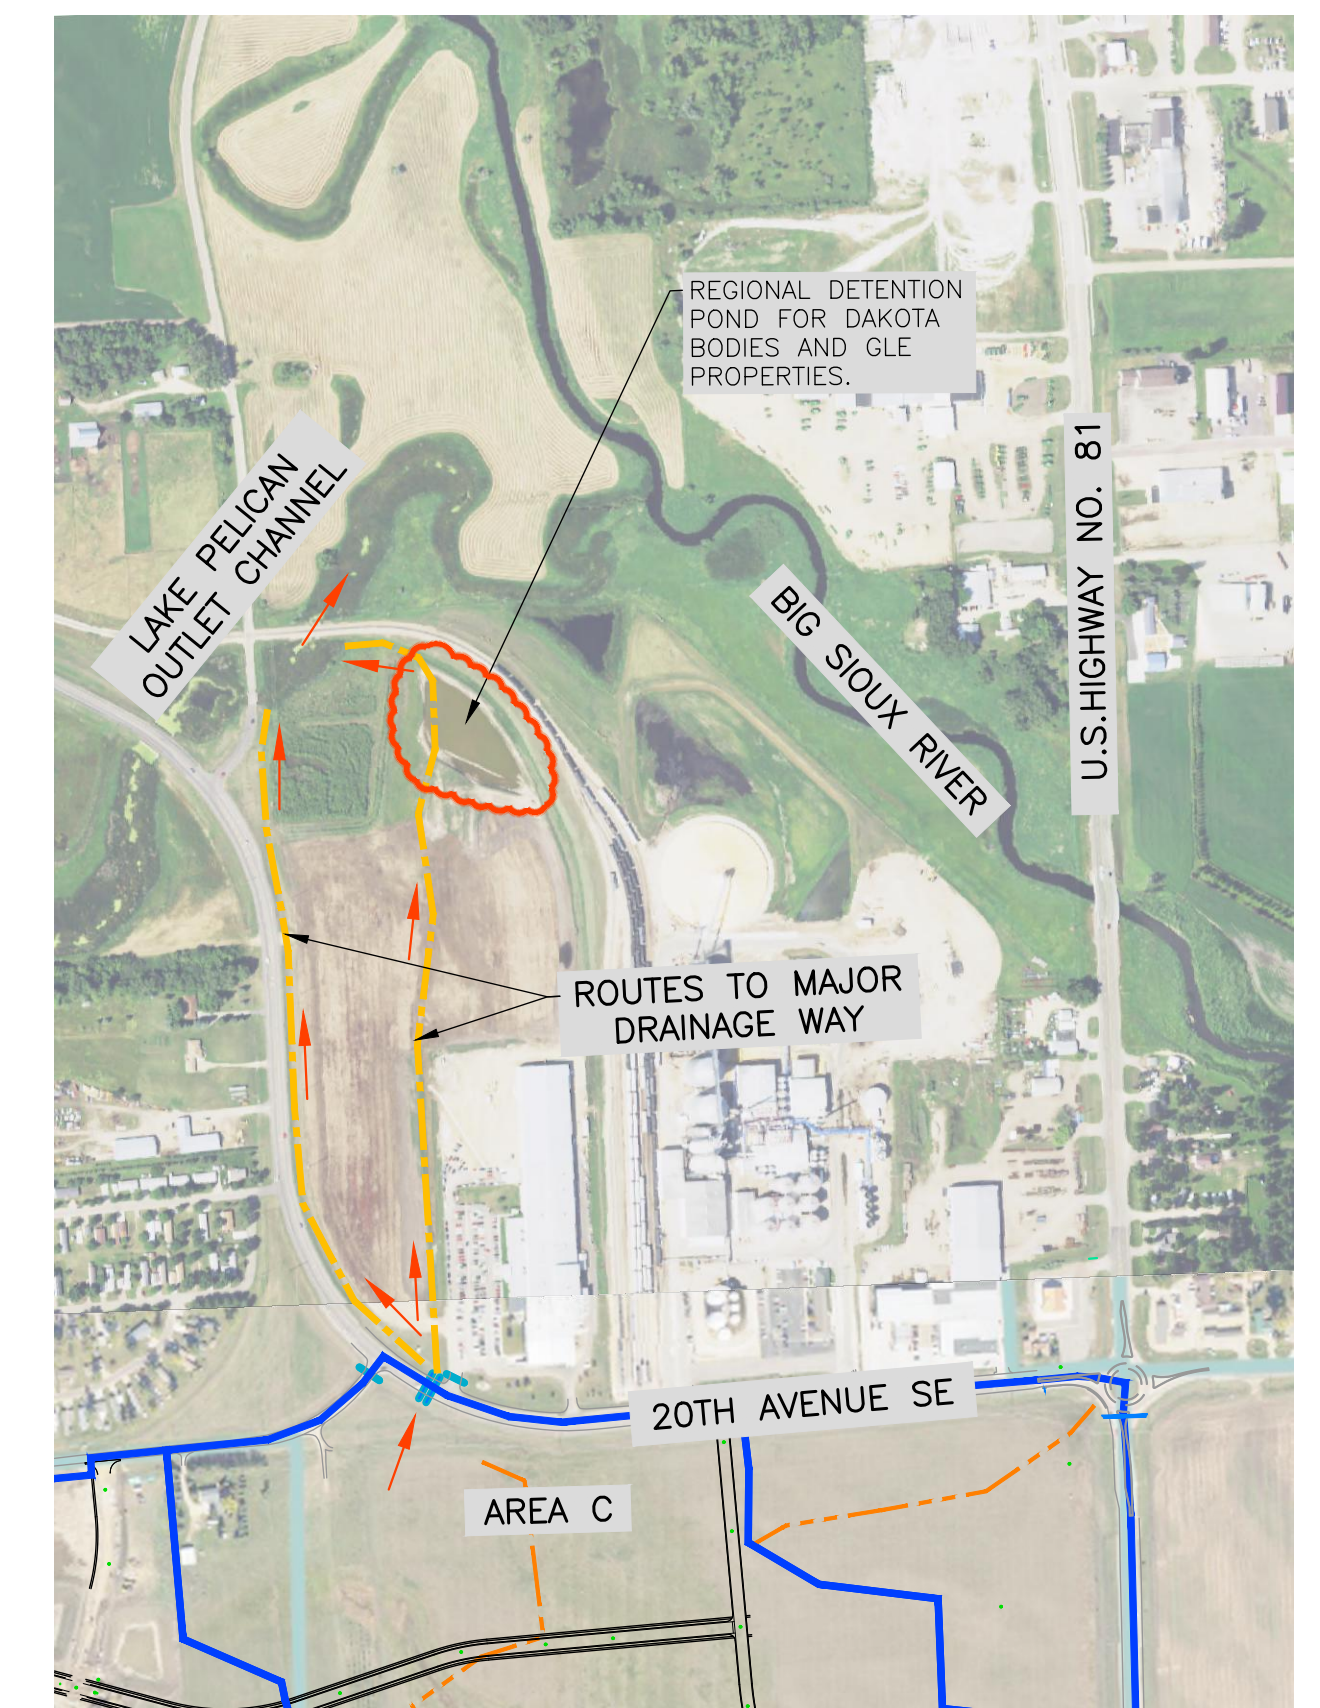 REGIONAL DETENTION
POND FOR DAKOTA
BODIES AND GLE
PROPERTIES.
LAKE PELICAN
OUTLET CHANNEL
U.S.HIGHWAY NO. 81
BIG SIOUX RIVER
ROUTES TO MAJOR
DRAINAGE WAY
20TH AVENUE SE
AREA C